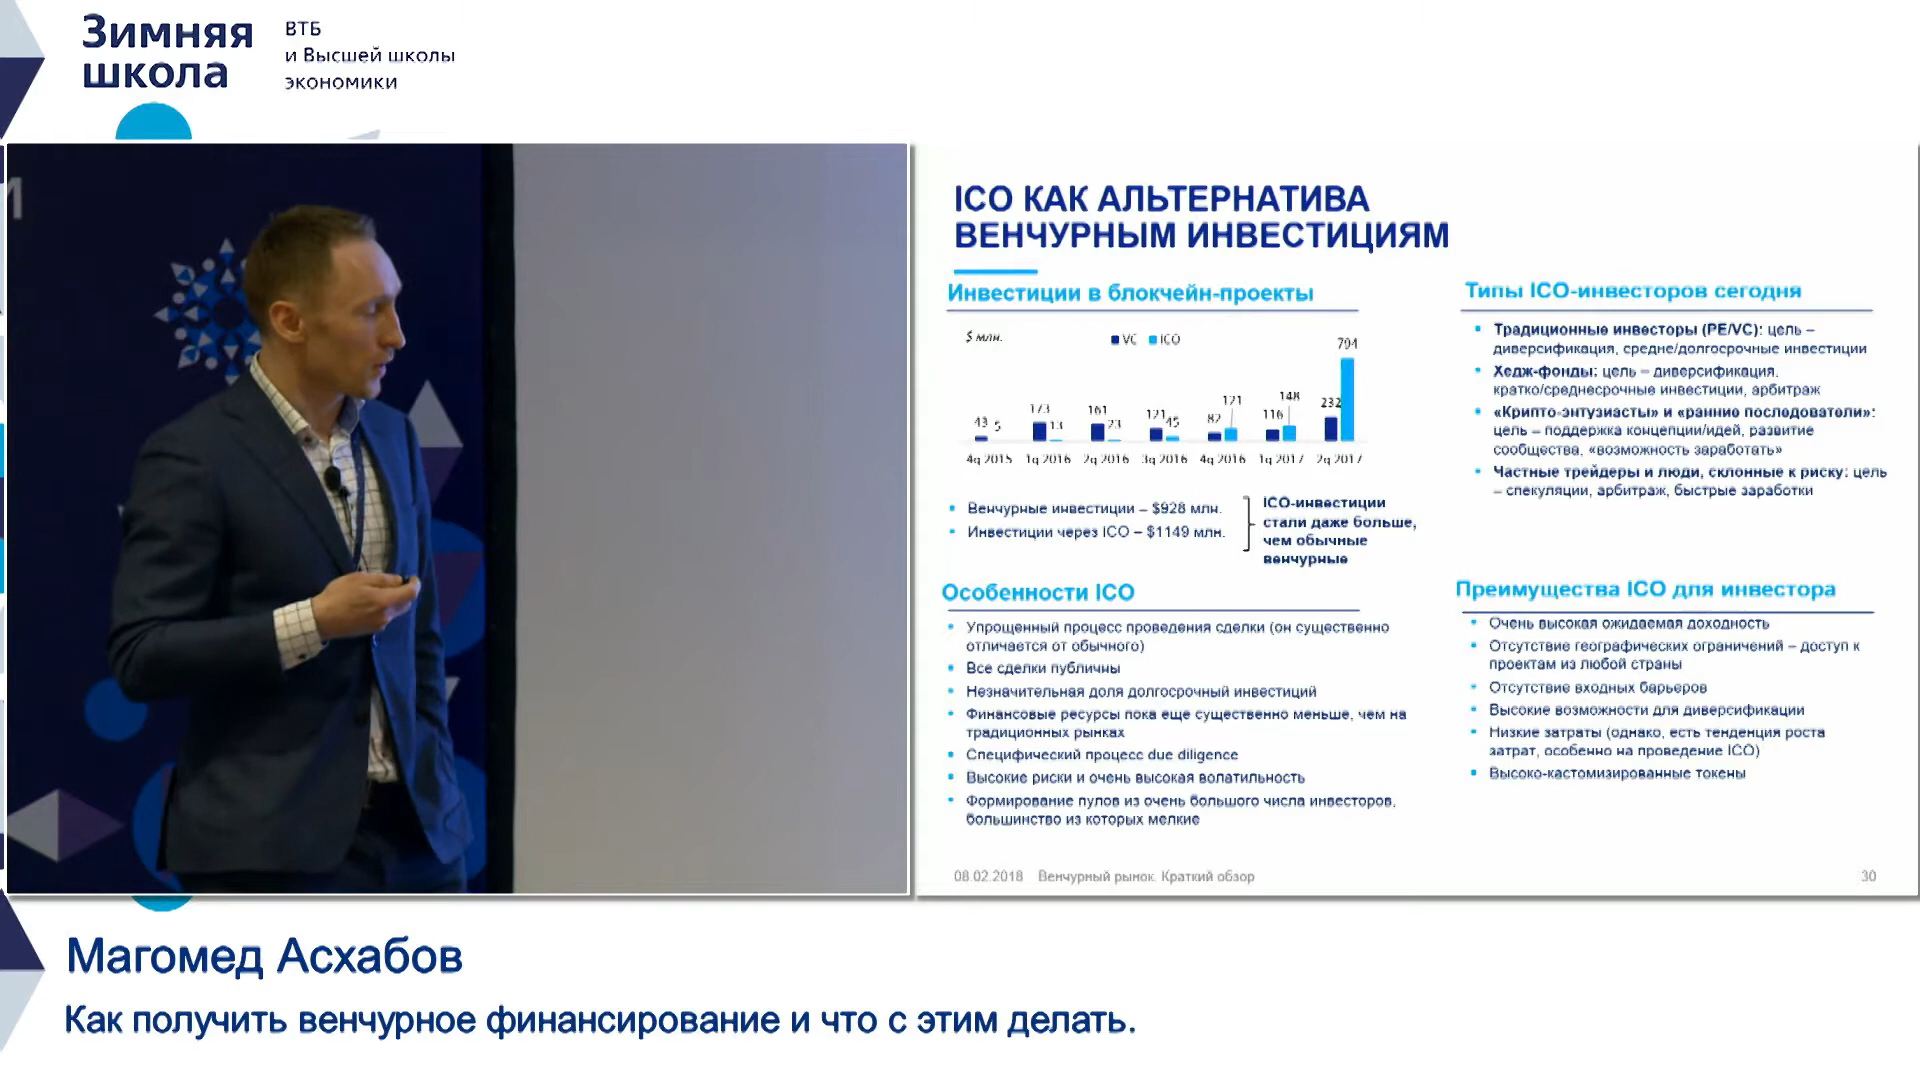 Зимняя
школа
ВТБ
и Высшей школы
экономики
ICO КАК АЛЬТЕРНАТИВА
ВЕНЧУРНЫМ ИНВЕСТИЦИЯМ
Инвестиции в блокчейн-проекты
$ млн.
VC ICO
43 5 173 13 161 23 121 45 82 121 116 148 232 794
4q 2015 1q 2016 2q 2016 3q 2016 4q 2016 1q 2017 2q 2017
Венчурные инвестиции – $928 млн.
Инвестиции через ICO – $1149 млн.
ICO-инвестиции
стали даже больше,
чем обычные
венчурные
Типы ICO-инвесторов сегодня
Традиционные инвесторы (PE/VC): цель –
диверсификация, средне/долгосрочные инвестиции
Хедж-фонды: цель – диверсификация,
кратко/среднесрочные инвестиции, арбитраж
«Крипто-энтузиасты» и «ранние последователи»:
цель – поддержка концепции/идей, развитие
сообщества, «возможность заработать»
Частные трейдеры и люди, склонные к риску: цель
– спекуляции, арбитраж, быстрые заработки
Особенности ICO
Упрощенный процесс проведения сделки (он существенно
отличается от обычного)
Все сделки публичны
Незначительная доля долгосрочный инвестиций
Финансовые ресурсы пока еще существенно меньше, чем на
традиционных рынках
Специфический процесс due diligence
Высокие риски и очень высокая волатильность
Формирование пулов из очень большого числа инвесторов,
большинство из которых мелкие
Преимущества ICO для инвестора
Очень высокая ожидаемая доходность
Отсутствие географических ограничений – доступ к
проектам из любой страны
Отсутствие входных барьеров
Высокие возможности для диверсификации
Низкие затраты (однако, есть тенденция роста
затрат, особенно на проведение ICO)
Высоко-кастомизированные токены
08.02.2018 Венчурный рынок. Краткий обзор 30
Магомед Асхабов
Как получить венчурное финансирование и что с этим делать.